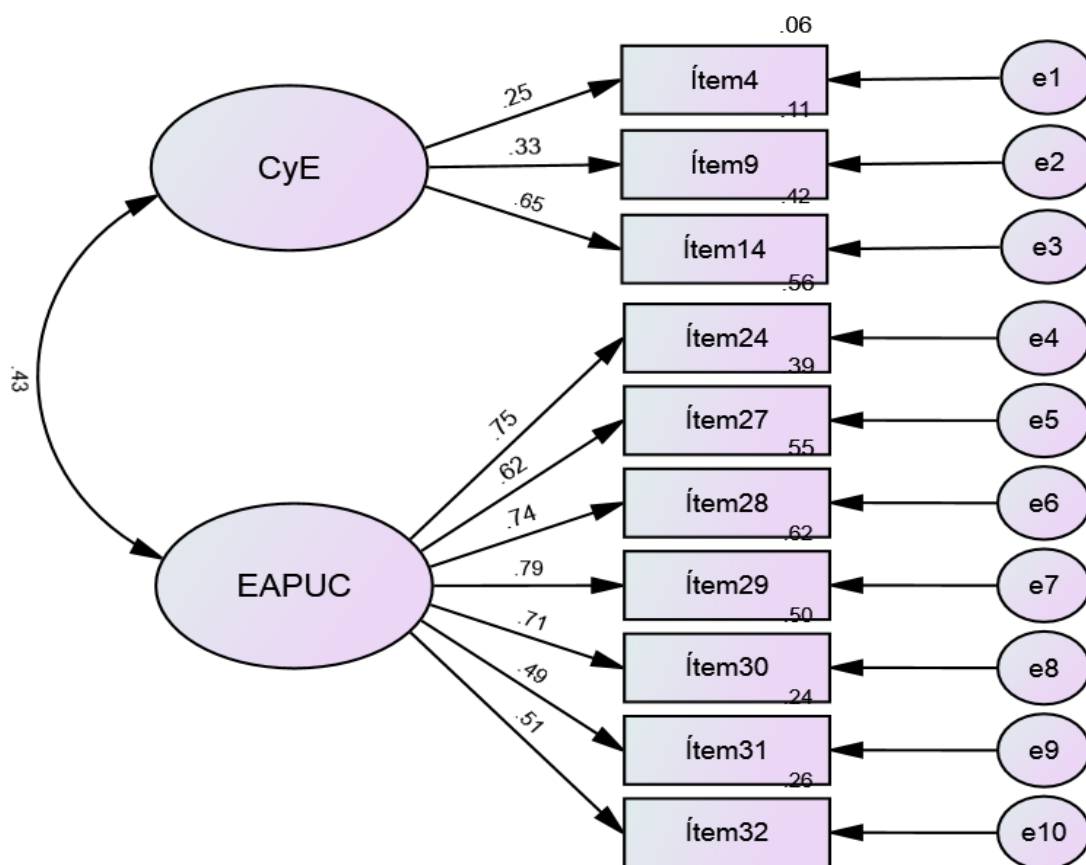 .06
.25
Ítem4
e1
CyE
.11
.33
Ítem9
e2
.42
.65
Ítem14
e3
.56
.43
.75
Ítem24
e4
.39
.62
Ítem27
e5
.55
.74
Ítem28
e6
.62
EAPUC
.79
Ítem29
e7
.50
.71
Ítem30
e8
.24
.49
Ítem31
e9
.26
.51
Ítem32
e10